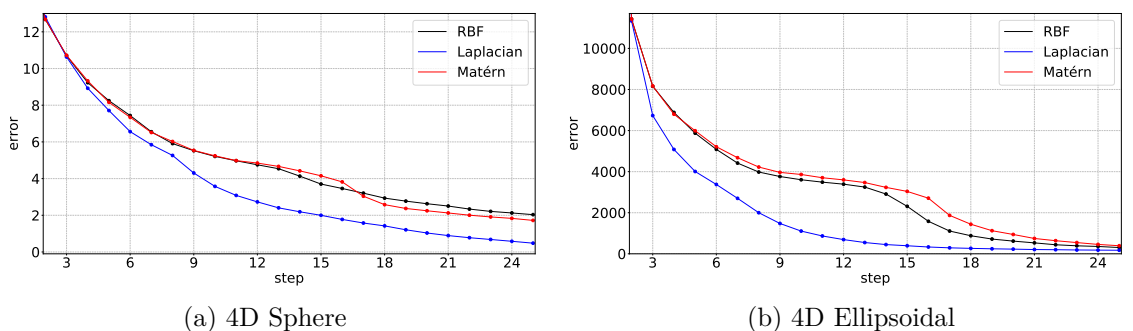 12
10
8
6
4
2
0
error
3 6 9 12 15 18 21 24
step
RBF
Laplacian
Matérn
(a) 4D Sphere
10000
8000
6000
4000
2000
0
error
3 6 9 12 15 18 21 24
step
RBF
Laplacian
Matérn
(b) 4D Ellipsoidal